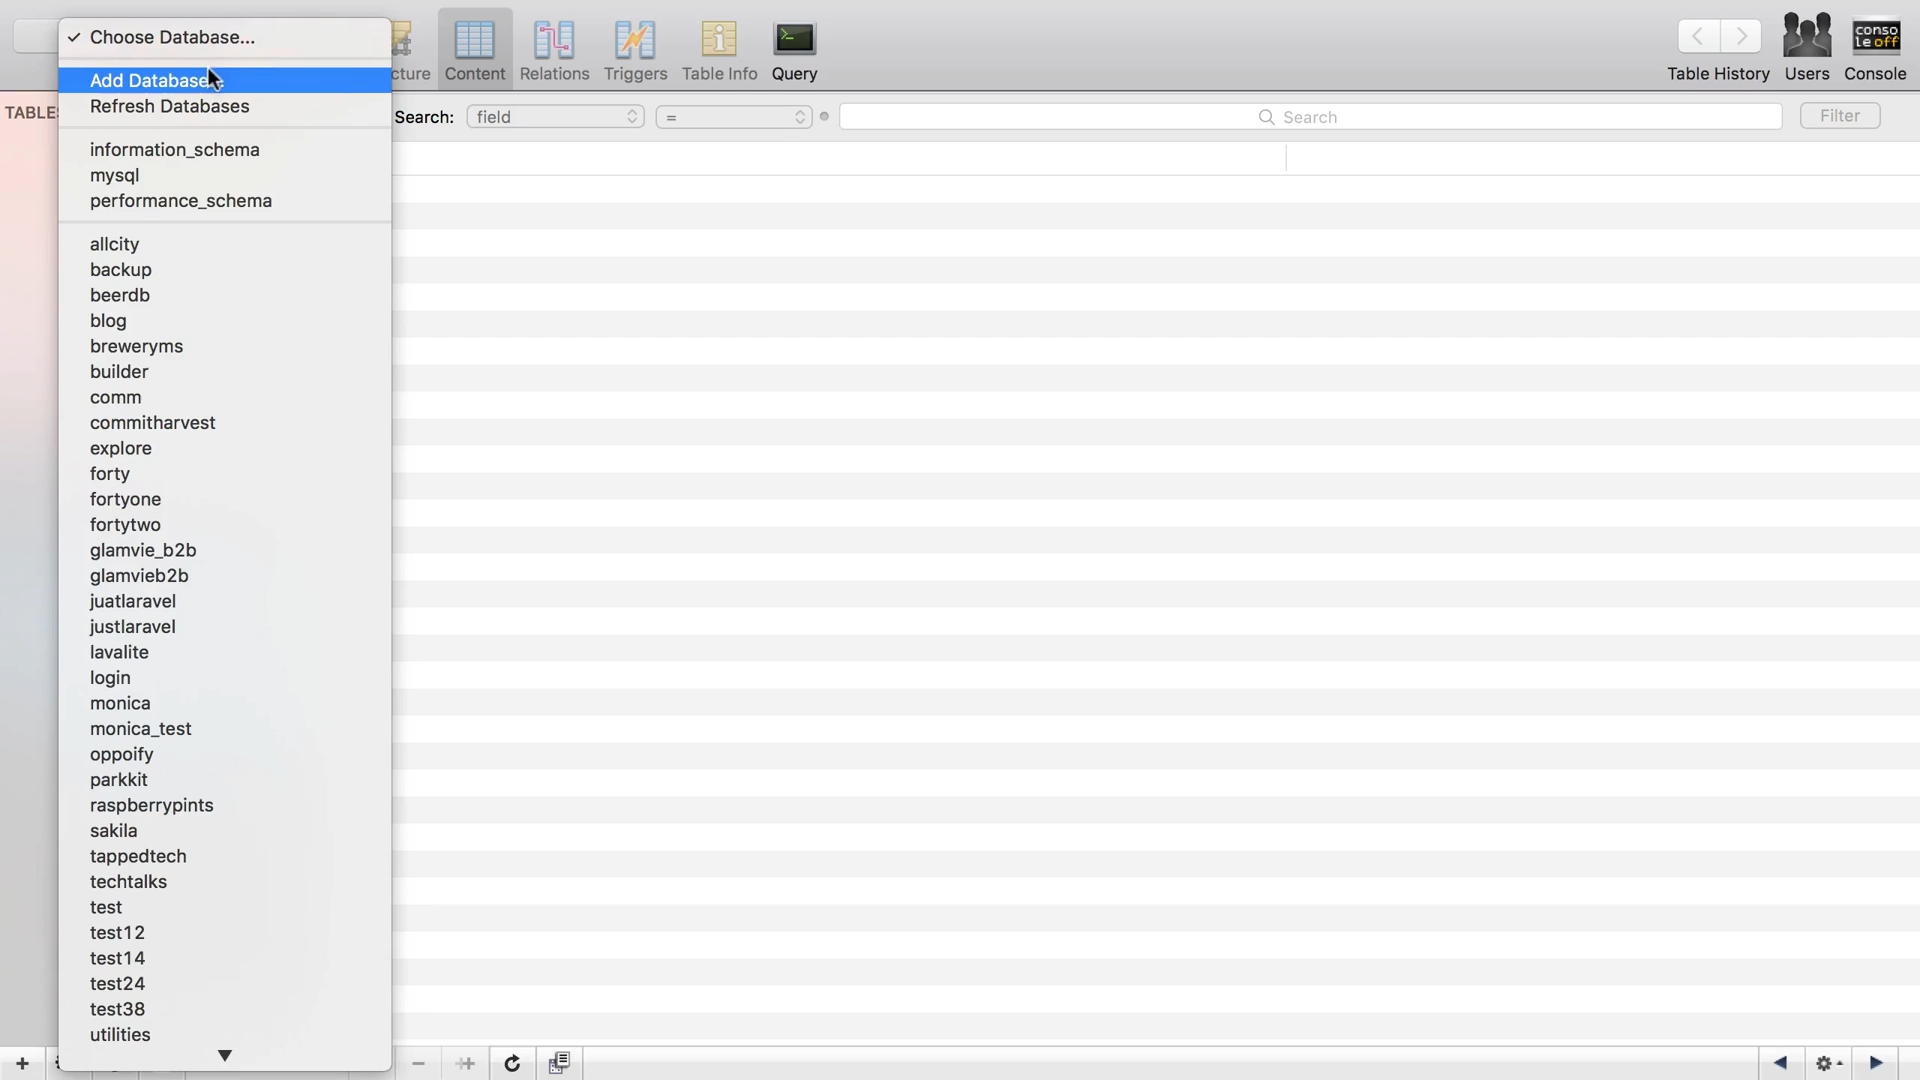 Choose Database...
Add Database
Refresh Databases
information_schema
mysql
performance_schema
allcity
backup
beerdb
blog
breweryms
builder
comm
commitharvest
explore
forty
fortyone
fortytwo
glamvie_b2b
glamvieb2b
juatlaravel
justlaravel
lavalite
login
monica
monica_test
oppoify
parkkit
raspberrypints
sakila
tappedtech
techtalks
test
test12
test14
test24
test38
utilities
cture Content Relations Triggers Table Info Query
Table History Users Console
conso
le off
TABLES
Search: field = Search Filter